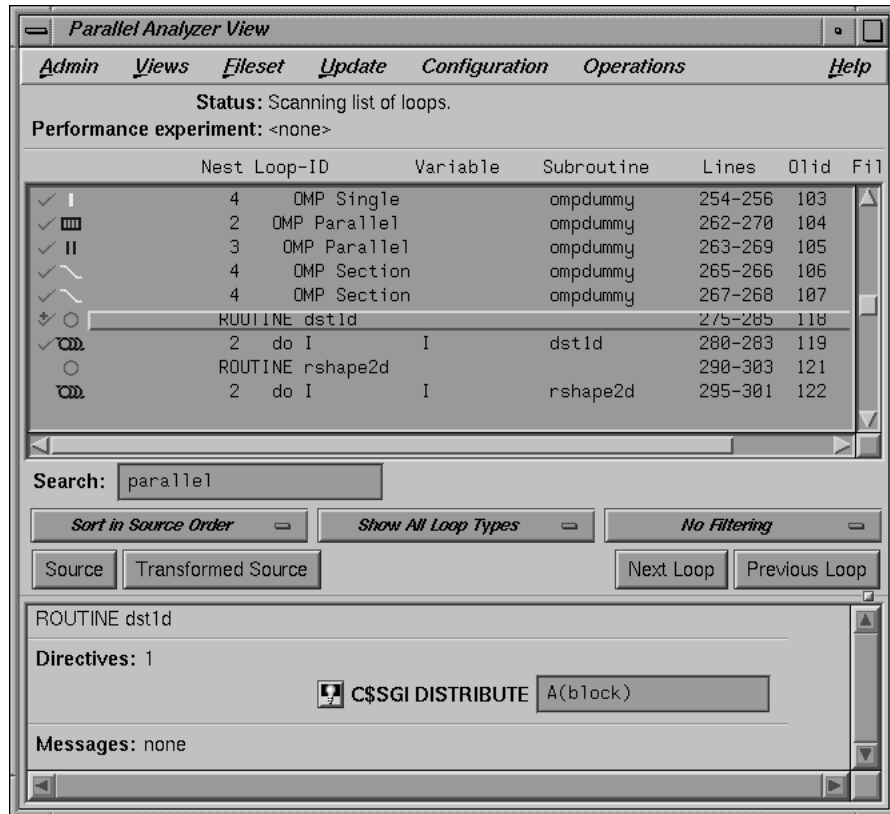 Parallel Analyzer View
Admin Views Fileset Update Configuration Operations Help
Status: Scanning list of loops.
Performance experiment: <none>
Nest Loop-ID Variable Subroutine Lines Olid Fil
4 OMP Single ompdummy 254-256 103
2 OMP Parallel ompdummy 262-270 104
3 OMP Parallel ompdummy 263-269 105
4 OMP Section ompdummy 265-266 106
4 OMP Section ompdummy 267-268 107
ROUTINE dst1d 275-285 118
2 do I I dst1d 280-283 119
ROUTINE rshape2d 290-303 121
2 do I I rshape2d 295-301 122
Search: parallel
Sort in Source Order Show All Loop Types No Filtering
Source Transformed Source Next Loop Previous Loop
ROUTINE dst1d
Directives: 1
C$SGI DISTRIBUTE A(block)
Messages: none